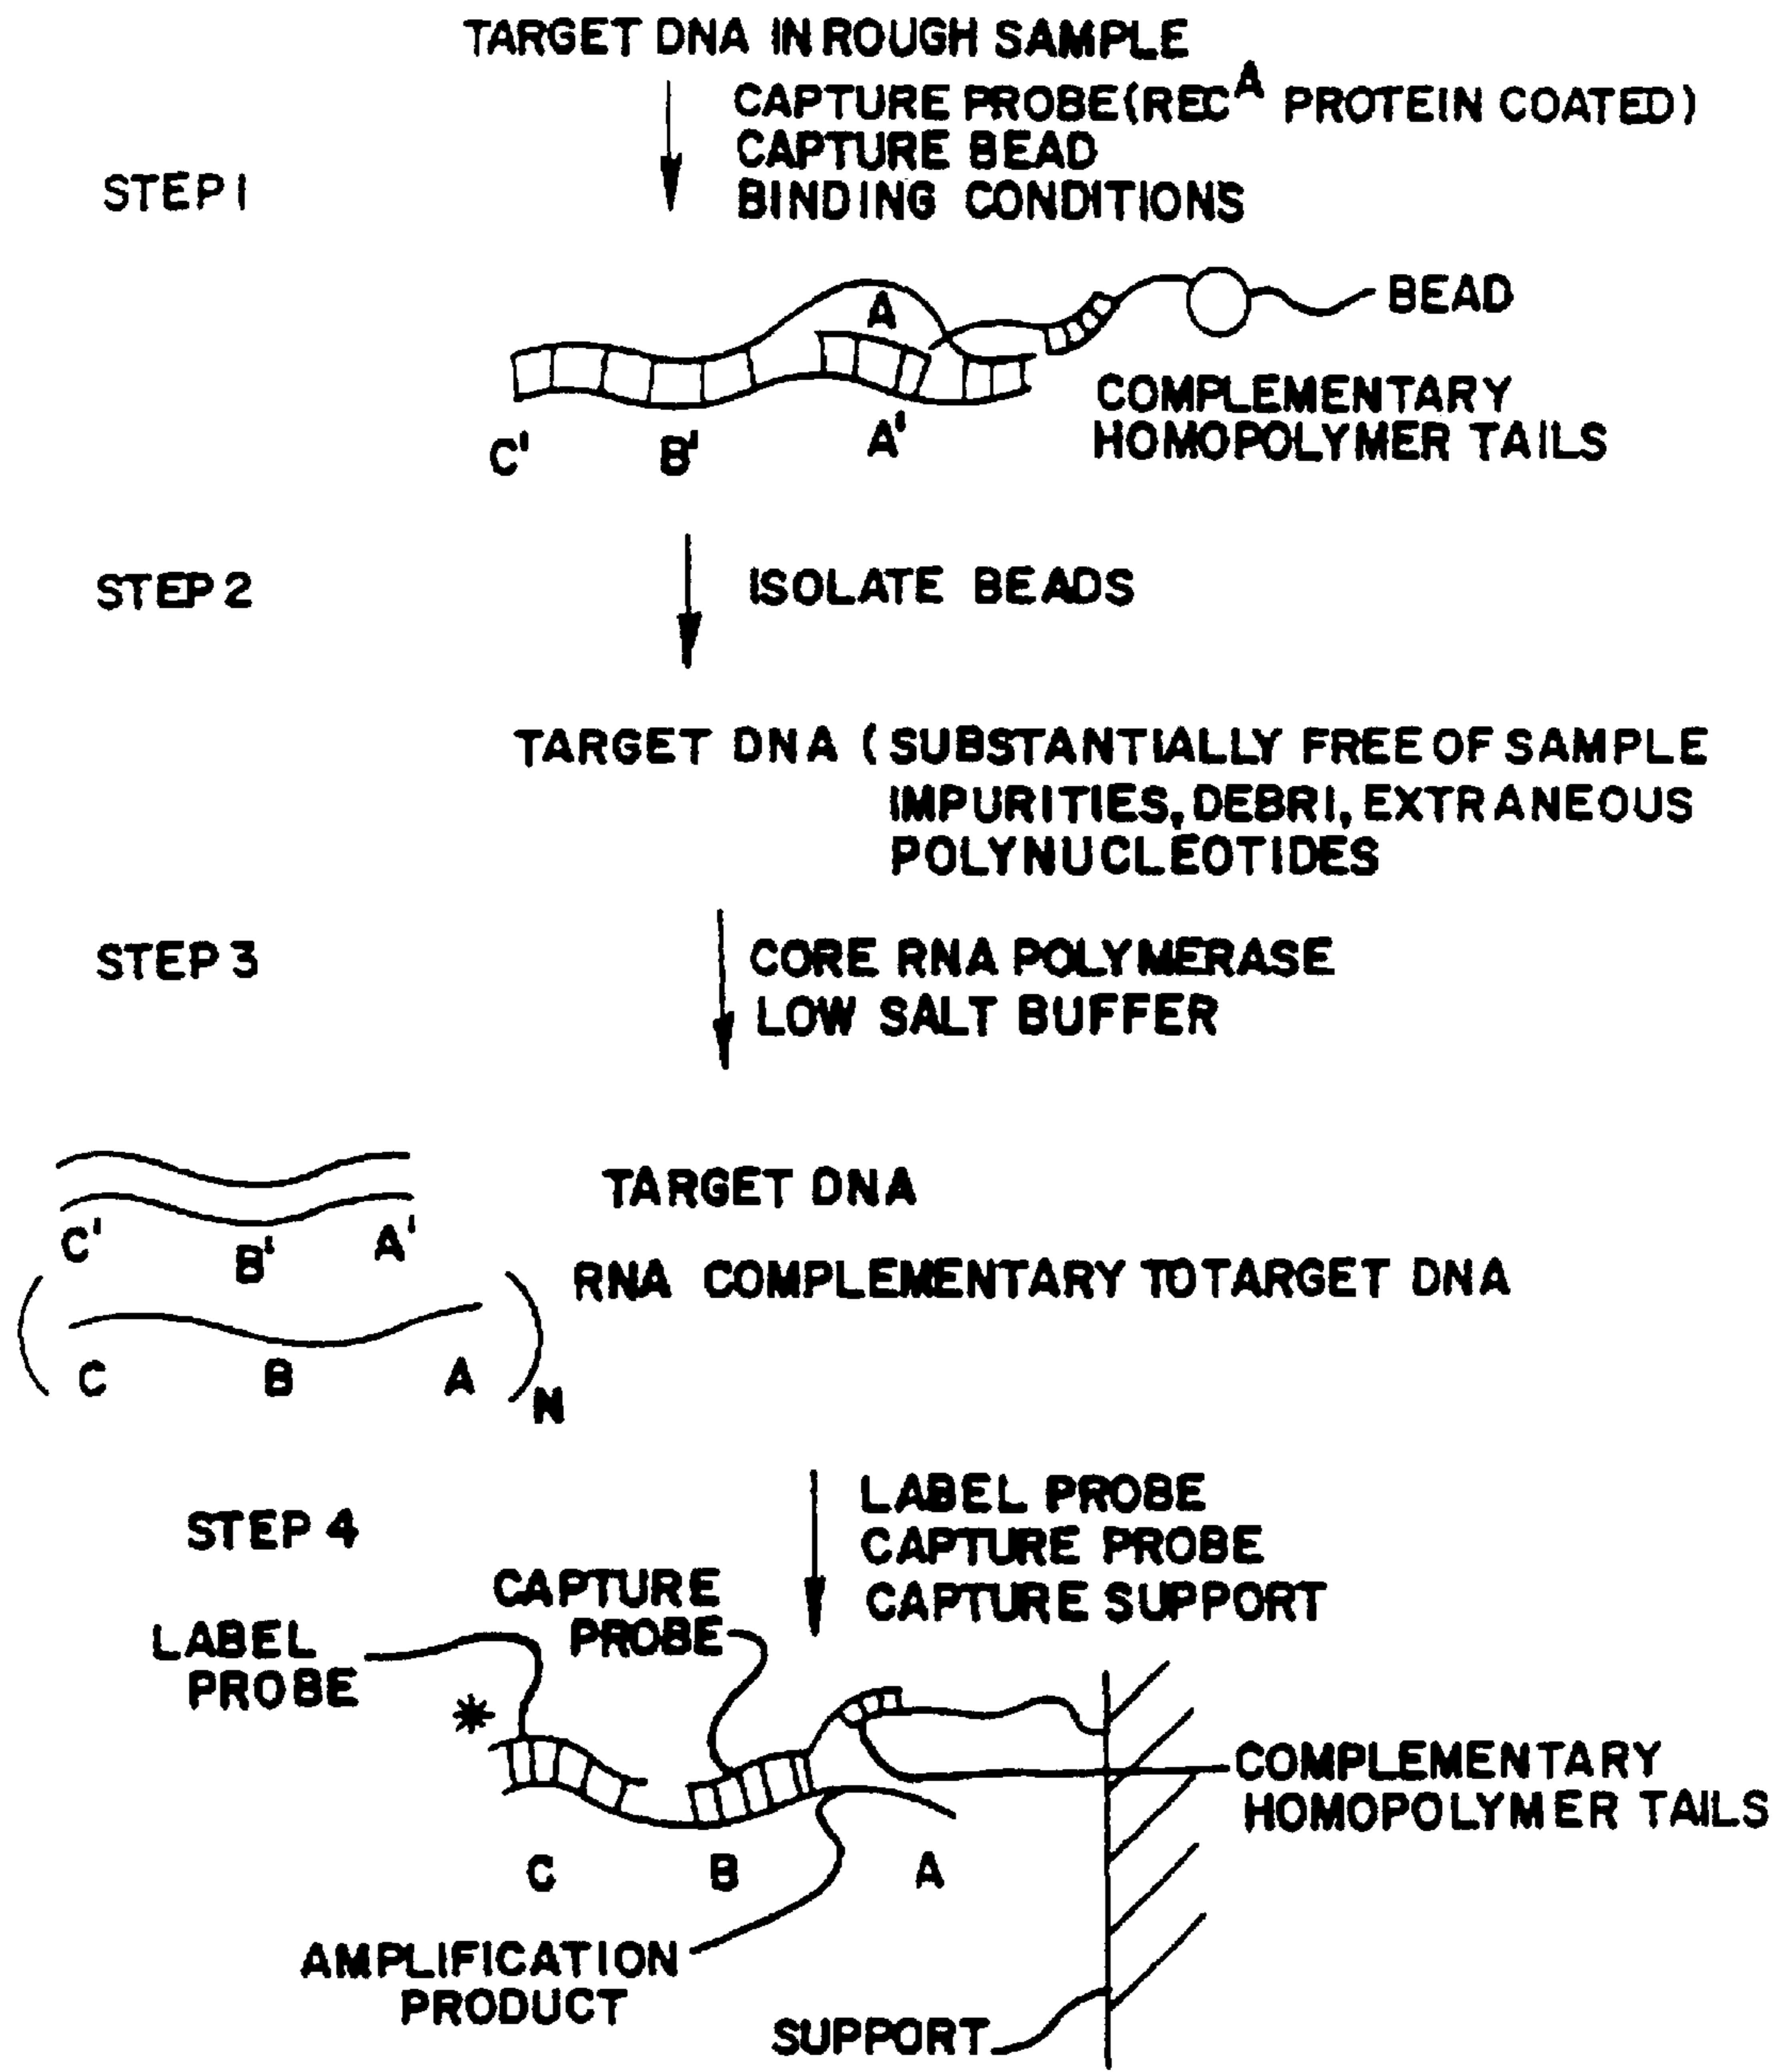 TARGET DNA IN ROUGH SAMPLE
CAPTURE PROBE (REC^A PROTEIN COATED)
CAPTURE BEAD
STEP 1
BINDING CONDITIONS
A
BEAD
COMPLEMENTARY
HOMOPOLYMER TAILS
C' B' A'
STEP 2
ISOLATE BEADS
TARGET DNA (SUBSTANTIALLY FREE OF SAMPLE
IMPURITIES, DEBRI, EXTRANEOUS
POLYNUCLEOTIDES
STEP 3
CORE RNA POLYMERASE
LOW SALT BUFFER
TARGET DNA
C' B' A'
RNA COMPLEMENTARY TO TARGET DNA
( C B A )N
STEP 4
LABEL PROBE
CAPTURE PROBE
CAPTURE SUPPORT
CAPTURE
PROBE
LABEL
PROBE
*
COMPLEMENTARY
HOMOPOLYMER TAILS
C B A
AMPLIFICATION
PRODUCT
SUPPORT